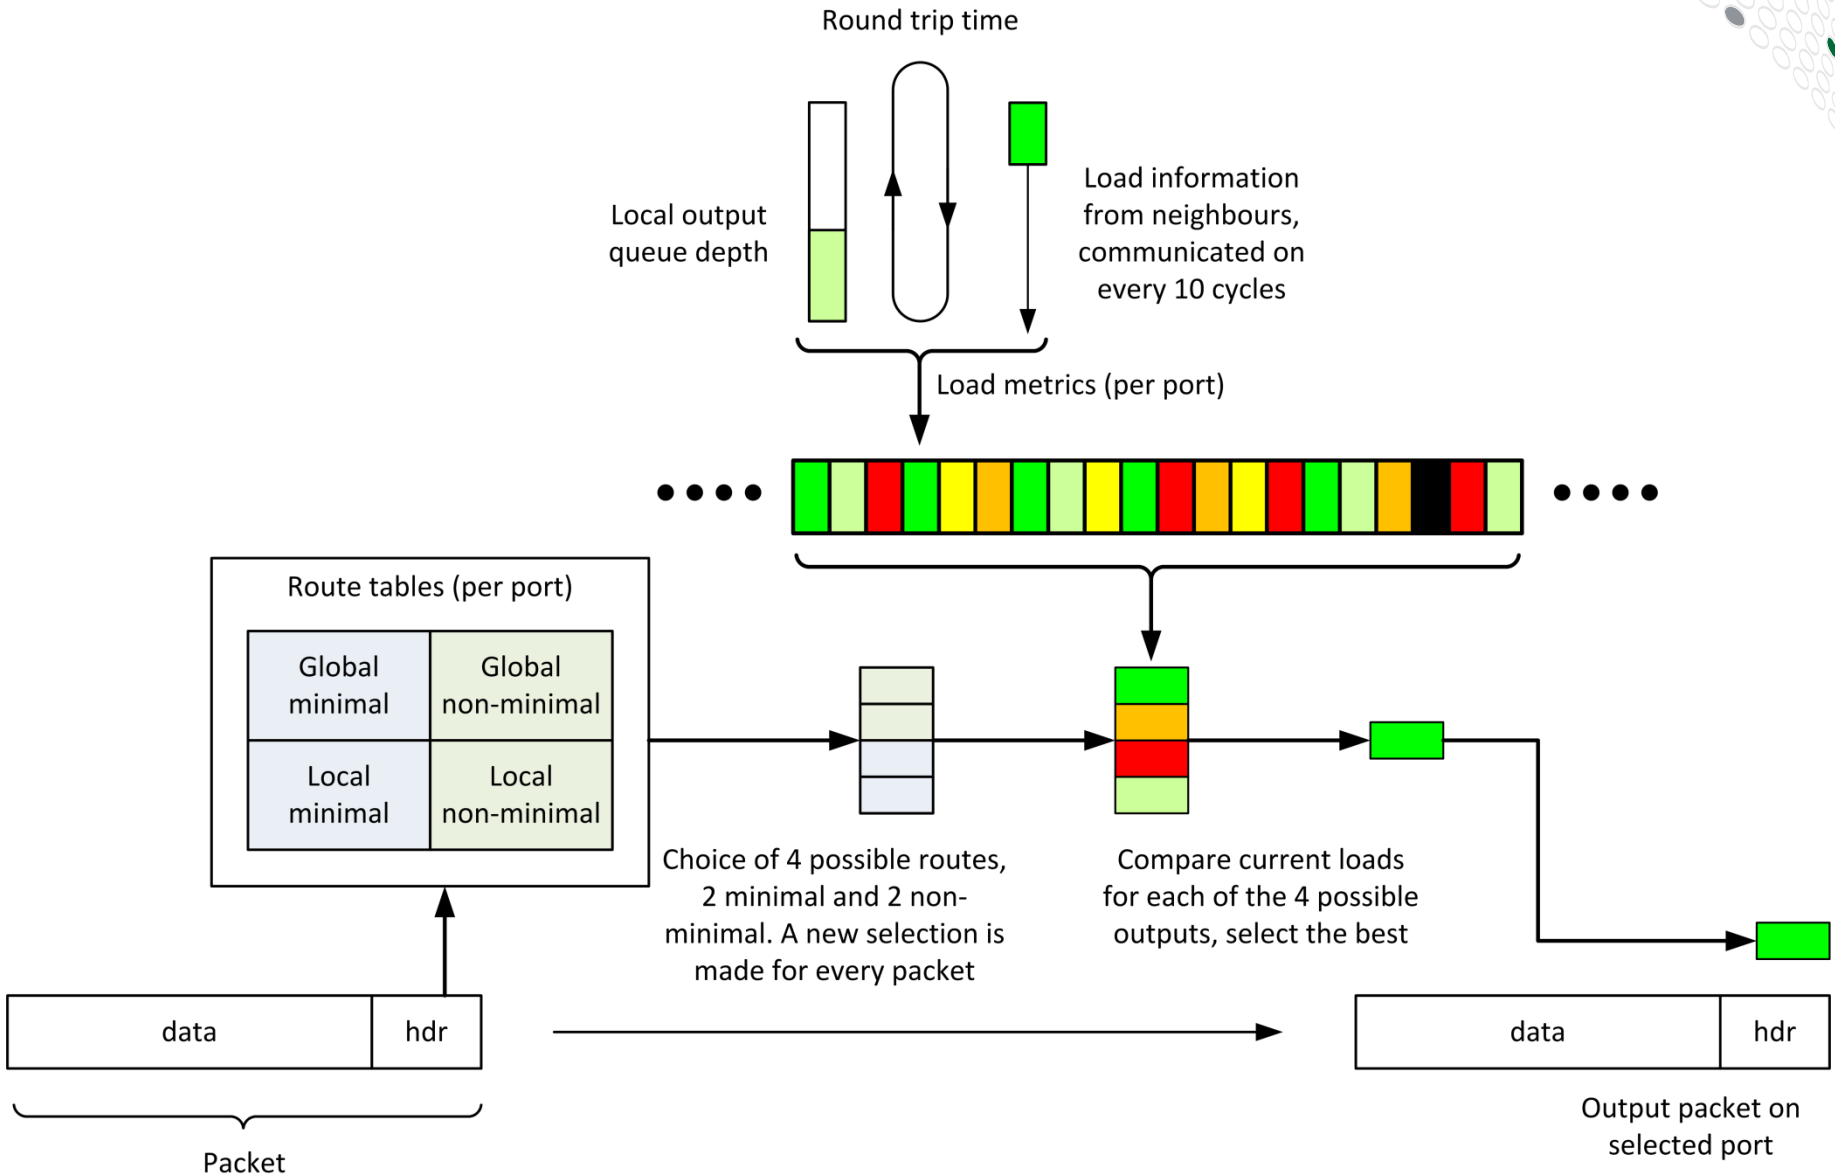 Round trip time
Local output
queue depth
Load information
from neighbours,
communicated on
every 10 cycles
Load metrics (per port)
Route tables (per port)
Global
minimal
Global
non-minimal
Local
minimal
Local
non-minimal
Choice of 4 possible routes,
2 minimal and 2 non-
minimal. A new selection is
made for every packet
Compare current loads
for each of the 4 possible
outputs, select the best
data
hdr
Packet
data
hdr
Output packet on
selected port